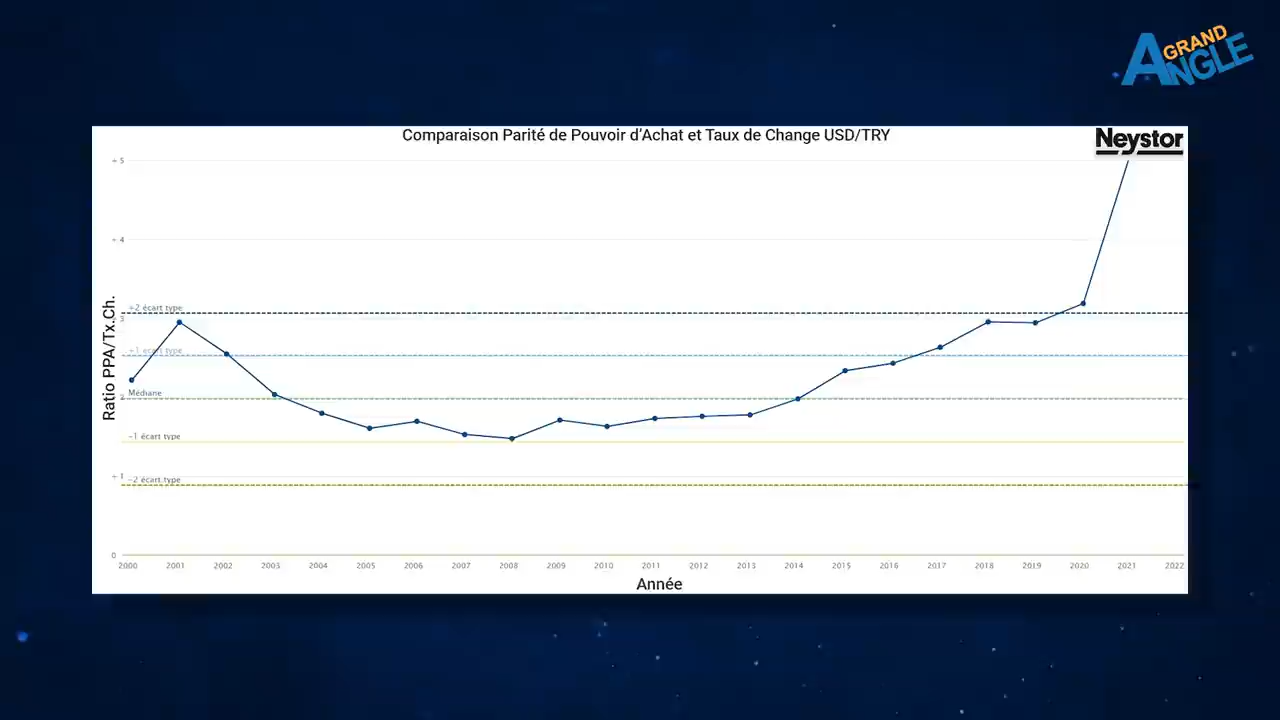 GRAND
ANGLE
Comparaison Parité de Pouvoir d'Achat et Taux de Change USD/TRY
Neystor
+ 5
+ 4
+2 écart type
+ 3
+1 écart type
Ratio PPA/Tx.Ch.
Médiane
-1 écart type
+ 1
-2 écart type
0
2000 2001 2002 2003 2004 2005 2006 2007 2008 2009 2010 2011 2012 2013 2014 2015 2016 2017 2018 2019 2020 2021 2022
Année